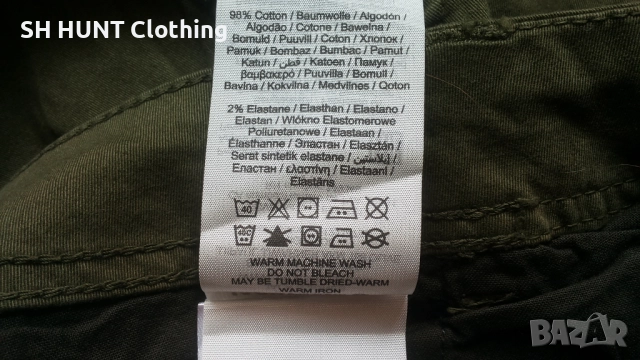 SH HUNT Clothing
98% Cotton / Baumwolle / Algodón /
Algodão / Cotone / Bawełna /
Bomuld / Puuvill / Coton / Хлопок /
Pamuk / Bombaz / Bumbac / Pamut /
Katun / قطن / Katoen / Памук /
βαμβακερό / Puuvilla / Bomull /
Bavlna / Kokvilna / Medvilnes / Qoton
2% Elastane / Elasthan / Elastano /
Elastan / Włókno Elastomerowe
Poliuretanowe / Elastaan /
Élasthanne / Эластан / Elasztán /
Serat sintetik elastane / إيلاستين /
Еластан / ελαστίνη / Elastaani /
Elastāns
40
40C
WARM MACHINE WASH
DO NOT BLEACH
MAY BE TUMBLE DRIED-WARM
WARM IRON
BAZAR